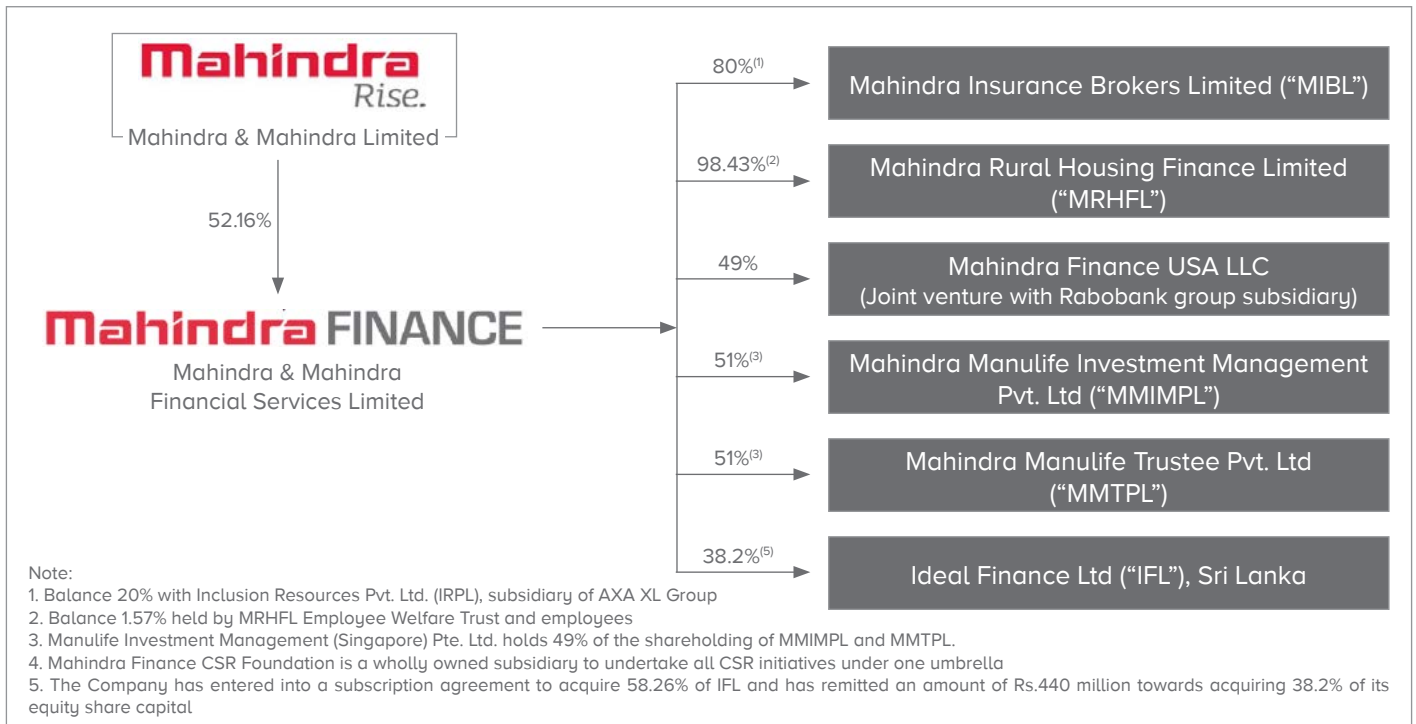 Mahindra
Rise.
Mahindra & Mahindra Limited
52.16%
Mahindra FINANCE
Mahindra & Mahindra
Financial Services Limited
80%(1)
Mahindra Insurance Brokers Limited (“MIBL”)
98.43%(2)
Mahindra Rural Housing Finance Limited
(“MRHFL”)
49%
Mahindra Finance USA LLC
(Joint venture with Rabobank group subsidiary)
51%(3)
Mahindra Manulife Investment Management
Pvt. Ltd (“MMIMPL”)
51%(3)
Mahindra Manulife Trustee Pvt. Ltd
(“MMTPL”)
38.2%(5)
Ideal Finance Ltd (“IFL”), Sri Lanka
Note:
1. Balance 20% with Inclusion Resources Pvt. Ltd. (IRPL), subsidiary of AXA XL Group
2. Balance 1.57% held by MRHFL Employee Welfare Trust and employees
3. Manulife Investment Management (Singapore) Pte. Ltd. holds 49% of the shareholding of MMIMPL and MMTPL.
4. Mahindra Finance CSR Foundation is a wholly owned subsidiary to undertake all CSR initiatives under one umbrella
5. The Company has entered into a subscription agreement to acquire 58.26% of IFL and has remitted an amount of Rs.440 million towards acquiring 38.2% of its
equity share capital